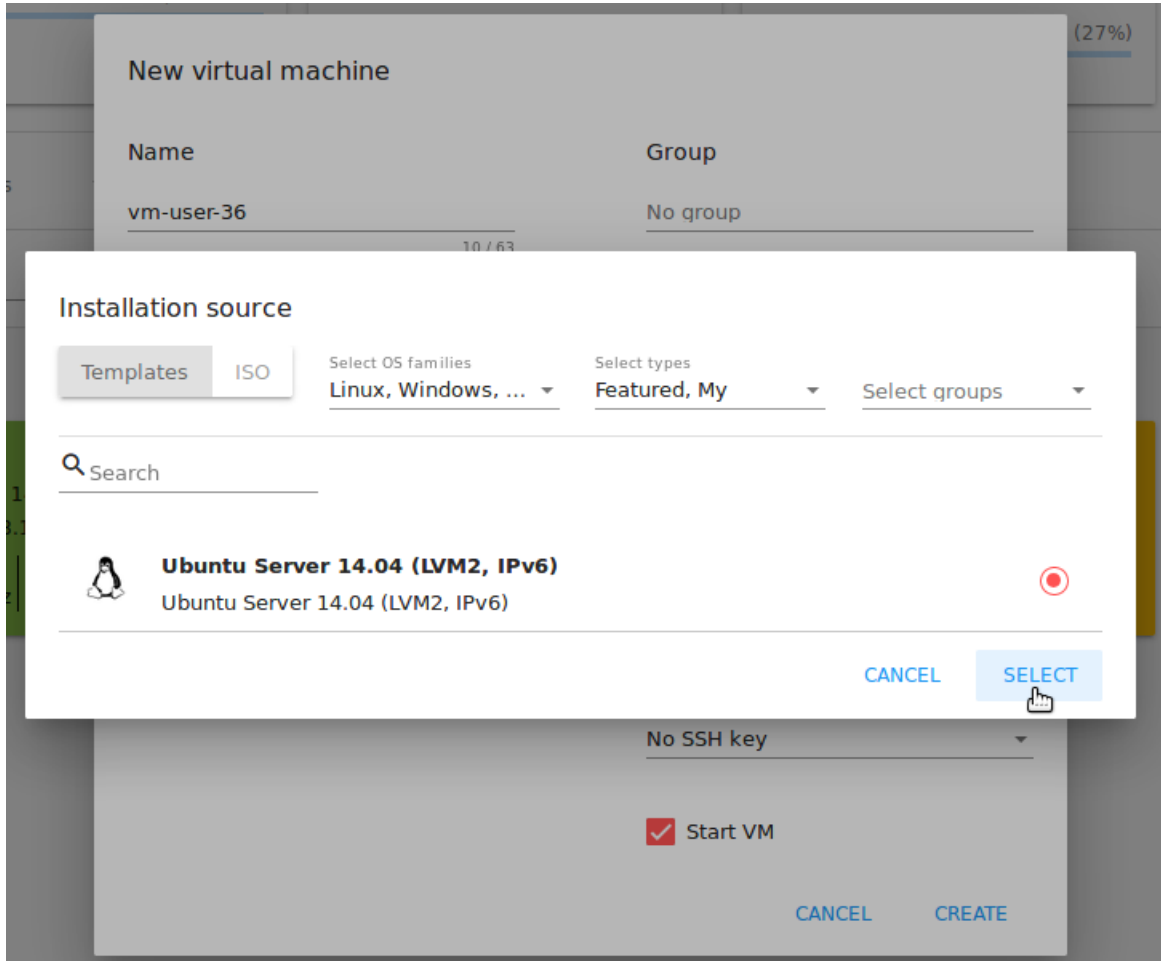 (27%)
New virtual machine
Name
Group
vm-user-36
No group
10 / 63
Installation source
Templates
ISO
Select OS families
Linux, Windows, ...
Select types
Featured, My
Select groups
Search
Ubuntu Server 14.04 (LVM2, IPv6)
Ubuntu Server 14.04 (LVM2, IPv6)
CANCEL
SELECT
No SSH key
Start VM
CANCEL
CREATE